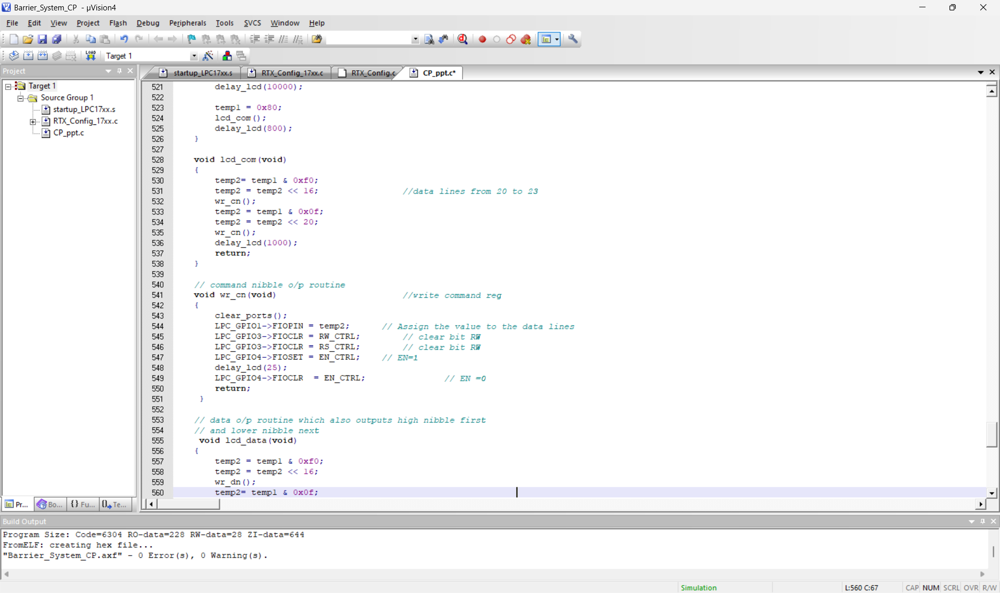 Barrier_System_CP - µVision4
File Edit View Project Flash Debug Peripherals Tools SVCS Window Help
LOAD Target 1
Project
startup_LPC17xx.s RTX_Config_17xx.c RTX_Config.c CP_ppt.c*
Target 1
Source Group 1
startup_LPC17xx.s
RTX_Config_17xx.c
CP_ppt.c
521 delay_lcd(10000);
522
523 temp1 = 0x80;
524 lcd_com();
525 delay_lcd(800);
526 }
527
528 void lcd_com(void)
529 {
530 temp2= temp1 & 0xf0;
531 temp2 = temp2 << 16; //data lines from 20 to 23
532 wr_cn();
533 temp2 = temp1 & 0x0f;
534 temp2 = temp2 << 20;
535 wr_cn();
536 delay_lcd(1000);
537 return;
538 }
539
540 // command nibble o/p routine
541 void wr_cn(void) //write command reg
542 {
543 clear_ports();
544 LPC_GPIO1->FIOPIN = temp2; // Assign the value to the data lines
545 LPC_GPIO3->FIOCLR = RW_CTRL; // clear bit RW
546 LPC_GPIO3->FIOCLR = RS_CTRL; // clear bit RW
547 LPC_GPIO4->FIOSET = EN_CTRL; // EN=1
548 delay_lcd(25);
549 LPC_GPIO4->FIOCLR = EN_CTRL; // EN =0
550 return;
551 }
552
553 // data o/p routine which also outputs high nibble first
554 // and lower nibble next
555 void lcd_data(void)
556 {
557 temp2 = temp1 & 0xf0;
558 temp2 = temp2 << 16;
559 wr_dn();
560 temp2= temp1 & 0x0f;
Pr... Bo... {} Fu... 0 Te...
Build Output
Program Size: Code=6304 RO-data=228 RW-data=28 ZI-data=644
FromELF: creating hex file...
"Barrier_System_CP.axf" - 0 Error(s), 0 Warning(s).
Simulation L:560 C:67 CAP NUM SCRL OVR R/W